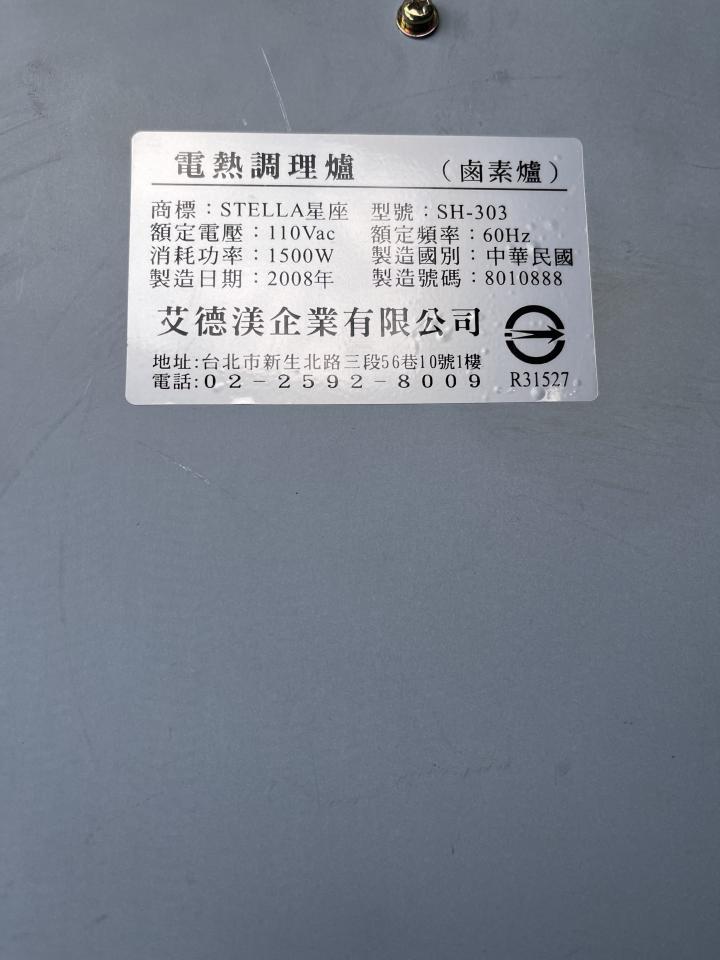 電熱調理爐 （鹵素爐）
商標：STELLA星座 型號：SH-303
額定電壓：110Vac 額定頻率：60Hz
消耗功率：1500W 製造國別：中華民國
製造日期：2008年 製造號碼：8010888
艾德渼企業有限公司
地址:台北市新生北路三段56巷10號1樓
電話:０２－２５９２－８００９ R31527